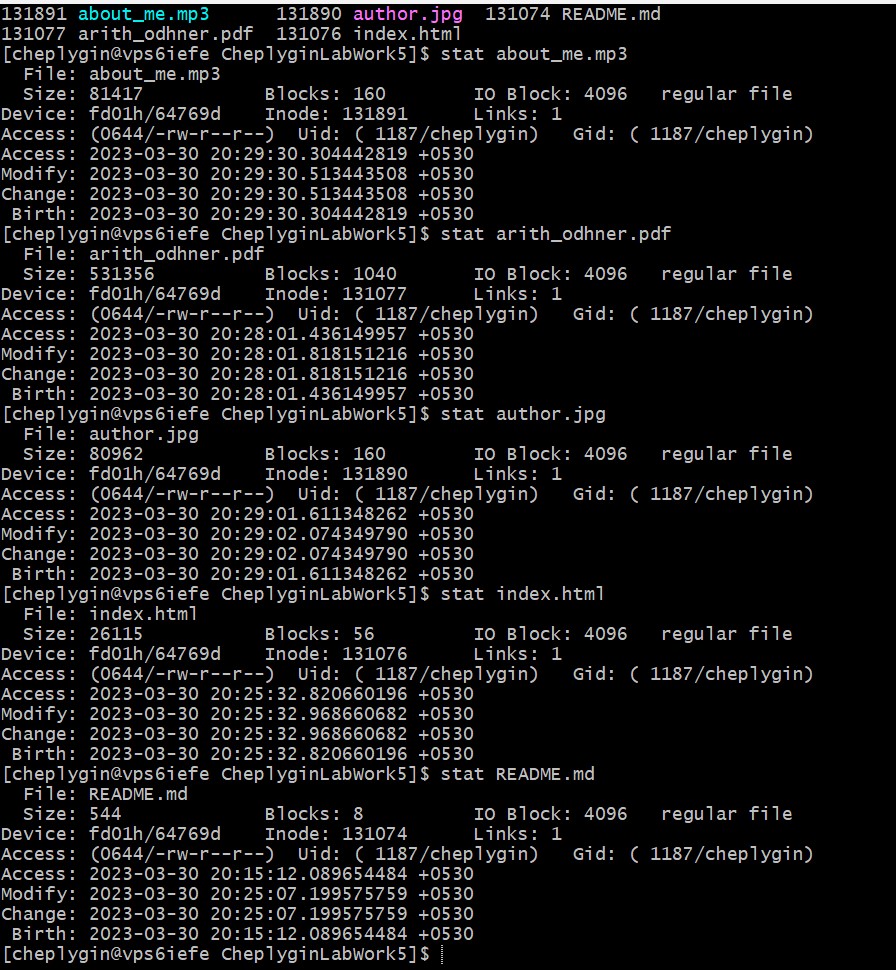 131891 about_me.mp3      131890 author.jpg  131074 README.md
131077 arith_odhner.pdf  131076 index.html
[cheplygin@vps6iefe CheplyginLabWork5]$ stat about_me.mp3
  File: about_me.mp3
  Size: 81417           Blocks: 160        IO Block: 4096   regular file
Device: fd01h/64769d    Inode: 131891      Links: 1
Access: (0644/-rw-r--r--)  Uid: ( 1187/cheplygin)   Gid: ( 1187/cheplygin)
Access: 2023-03-30 20:29:30.304442819 +0530
Modify: 2023-03-30 20:29:30.513443508 +0530
Change: 2023-03-30 20:29:30.513443508 +0530
 Birth: 2023-03-30 20:29:30.304442819 +0530
[cheplygin@vps6iefe CheplyginLabWork5]$ stat arith_odhner.pdf
  File: arith_odhner.pdf
  Size: 531356          Blocks: 1040       IO Block: 4096   regular file
Device: fd01h/64769d    Inode: 131077      Links: 1
Access: (0644/-rw-r--r--)  Uid: ( 1187/cheplygin)   Gid: ( 1187/cheplygin)
Access: 2023-03-30 20:28:01.436149957 +0530
Modify: 2023-03-30 20:28:01.818151216 +0530
Change: 2023-03-30 20:28:01.818151216 +0530
 Birth: 2023-03-30 20:28:01.436149957 +0530
[cheplygin@vps6iefe CheplyginLabWork5]$ stat author.jpg
  File: author.jpg
  Size: 80962           Blocks: 160        IO Block: 4096   regular file
Device: fd01h/64769d    Inode: 131890      Links: 1
Access: (0644/-rw-r--r--)  Uid: ( 1187/cheplygin)   Gid: ( 1187/cheplygin)
Access: 2023-03-30 20:29:01.611348262 +0530
Modify: 2023-03-30 20:29:02.074349790 +0530
Change: 2023-03-30 20:29:02.074349790 +0530
 Birth: 2023-03-30 20:29:01.611348262 +0530
[cheplygin@vps6iefe CheplyginLabWork5]$ stat index.html
  File: index.html
  Size: 26115           Blocks: 56         IO Block: 4096   regular file
Device: fd01h/64769d    Inode: 131076      Links: 1
Access: (0644/-rw-r--r--)  Uid: ( 1187/cheplygin)   Gid: ( 1187/cheplygin)
Access: 2023-03-30 20:25:32.820660196 +0530
Modify: 2023-03-30 20:25:32.968660682 +0530
Change: 2023-03-30 20:25:32.968660682 +0530
 Birth: 2023-03-30 20:25:32.820660196 +0530
[cheplygin@vps6iefe CheplyginLabWork5]$ stat README.md
  File: README.md
  Size: 544             Blocks: 8          IO Block: 4096   regular file
Device: fd01h/64769d    Inode: 131074      Links: 1
Access: (0644/-rw-r--r--)  Uid: ( 1187/cheplygin)   Gid: ( 1187/cheplygin)
Access: 2023-03-30 20:15:12.089654484 +0530
Modify: 2023-03-30 20:25:07.199575759 +0530
Change: 2023-03-30 20:25:07.199575759 +0530
 Birth: 2023-03-30 20:15:12.089654484 +0530
[cheplygin@vps6iefe CheplyginLabWork5]$